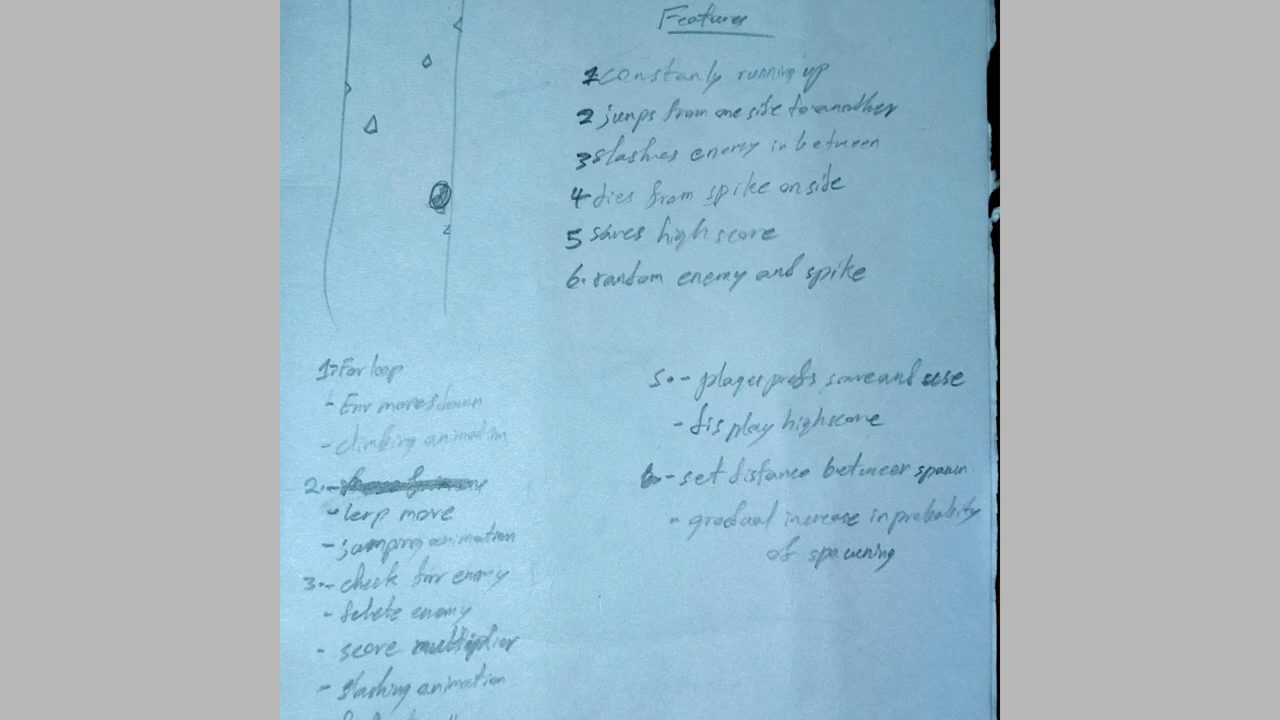 Features
1 constanly running up
2 jumps from one side to another
3 slashes enemy in between
4 dies from spike on side
5 saves high score
6. random enemy and spike
1. For loop
- Env moves down
- climbing animation
2. -
- lerp move
- jumping animation
3. - check for enemy
- delete enemy
- score multiplier
- slashing animation
5. - player prefs save and use
- display highscore
6. - set distance between spawn
- gradual increase in probability
of spawning